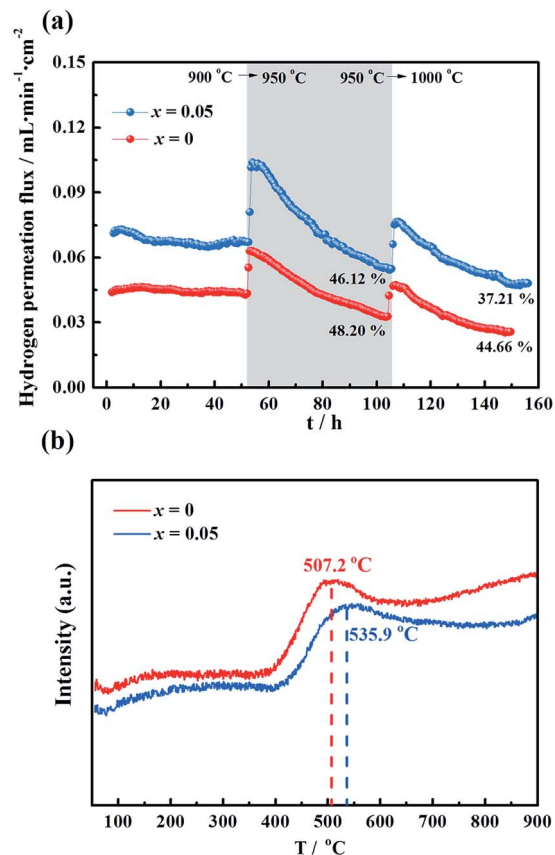 (a)
Hydrogen permeation flux / mL·min⁻¹·cm⁻²
0.15
0.12
0.09
0.06
0.03
0.00
900 °C → 950 °C
950 °C → 1000 °C
x = 0.05
x = 0
46.12 %
48.20 %
37.21 %
44.66 %
0 20 40 60 80 100 120 140 160
t / h
(b)
Intensity (a.u.)
x = 0
x = 0.05
507.2 °C
535.9 °C
100 200 300 400 500 600 700 800 900
T / °C